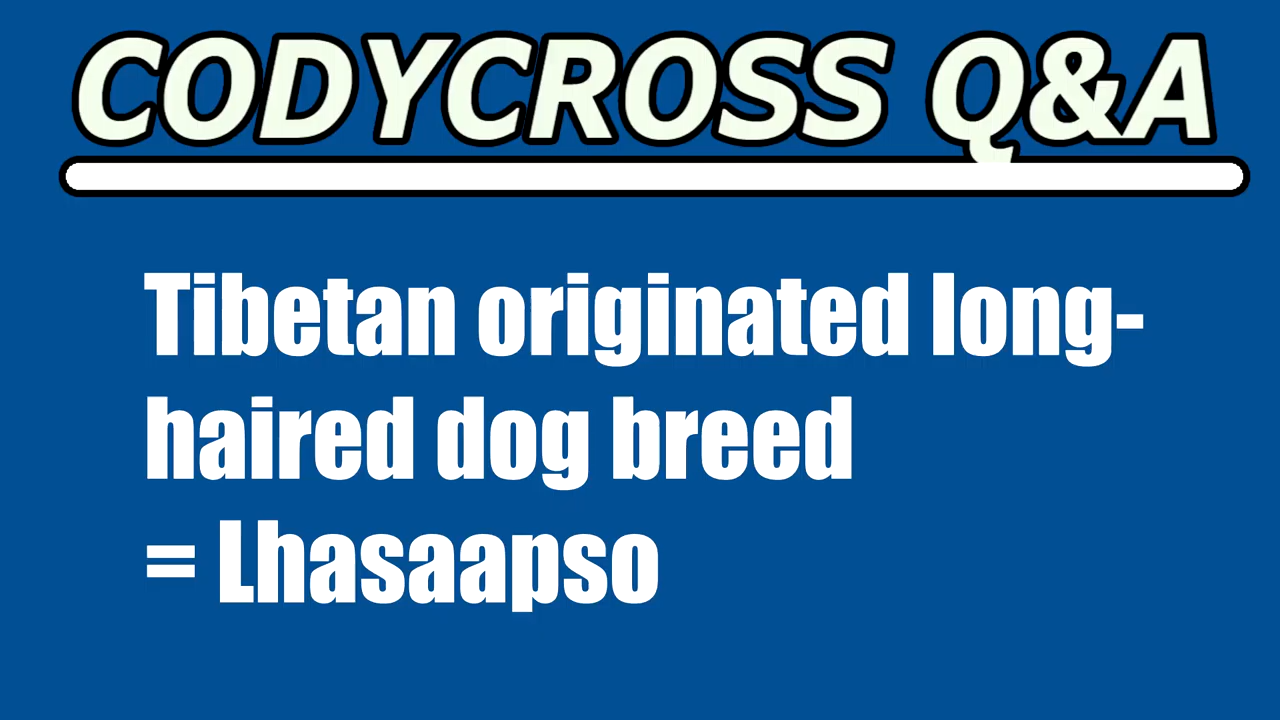 CODYCROSS Q&A
Tibetan originated long-
haired dog breed
= Lhasaapso